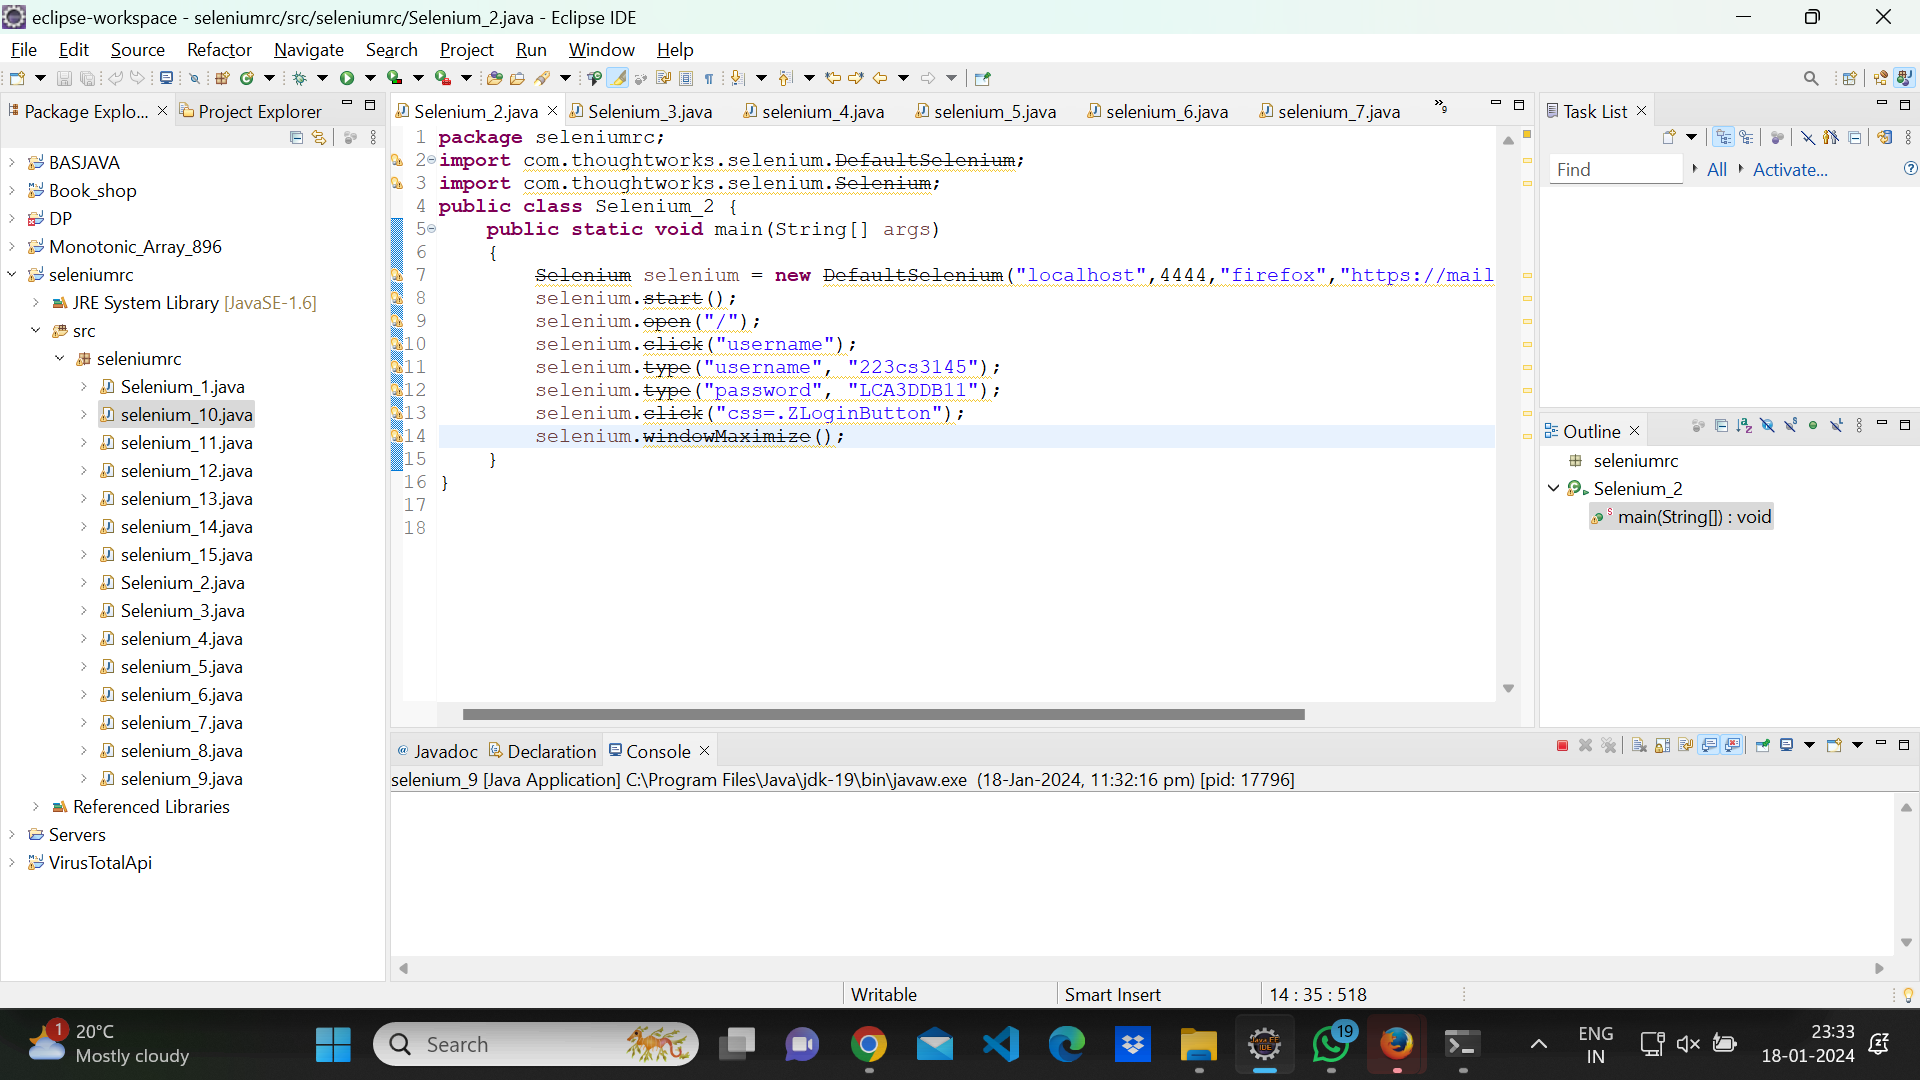 eclipse-workspace - seleniumrc/src/seleniumrc/Selenium_2.java - Eclipse IDE
File Edit Source Refactor Navigate Search Project Run Window Help
Package Explo... Project Explorer
BASJAVA
Book_shop
DP
Monotonic_Array_896
seleniumrc
JRE System Library [JavaSE-1.6]
src
seleniumrc
Selenium_1.java
selenium_10.java
selenium_11.java
selenium_12.java
selenium_13.java
selenium_14.java
selenium_15.java
Selenium_2.java
Selenium_3.java
selenium_4.java
selenium_5.java
selenium_6.java
selenium_7.java
selenium_8.java
selenium_9.java
Referenced Libraries
Servers
VirusTotalApi
Selenium_2.java Selenium_3.java selenium_4.java selenium_5.java selenium_6.java selenium_7.java »9
1 package seleniumrc;
2 import com.thoughtworks.selenium.DefaultSelenium;
3 import com.thoughtworks.selenium.Selenium;
4 public class Selenium_2 {
5 public static void main(String[] args)
6 {
7 Selenium selenium = new DefaultSelenium("localhost",4444,"firefox","https://mail
8 selenium.start();
9 selenium.open("/");
10 selenium.click("username");
11 selenium.type("username", "223cs3145");
12 selenium.type("password", "LCA3DDB11");
13 selenium.click("css=.ZLoginButton");
14 selenium.windowMaximize();
15 }
16 }
17
18
Task List
Find All Activate...
Outline
seleniumrc
Selenium_2
main(String[]) : void
Javadoc Declaration Console
selenium_9 [Java Application] C:\Program Files\Java\jdk-19\bin\javaw.exe (18-Jan-2024, 11:32:16 pm) [pid: 17796]
Writable Smart Insert 14 : 35 : 518
1
20°C
Mostly cloudy
Search
19
ENG
IN
23:33
18-01-2024